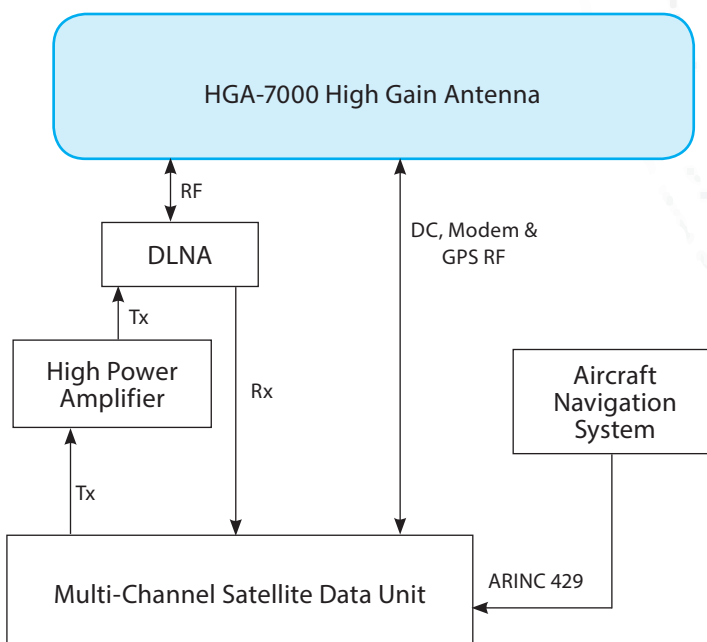 HGA-7000 High Gain Antenna
RF
DC, Modem &
GPS RF
DLNA
Tx
High Power
Amplifier
Rx
Aircraft
Navigation
System
Tx
ARINC 429
Multi-Channel Satellite Data Unit